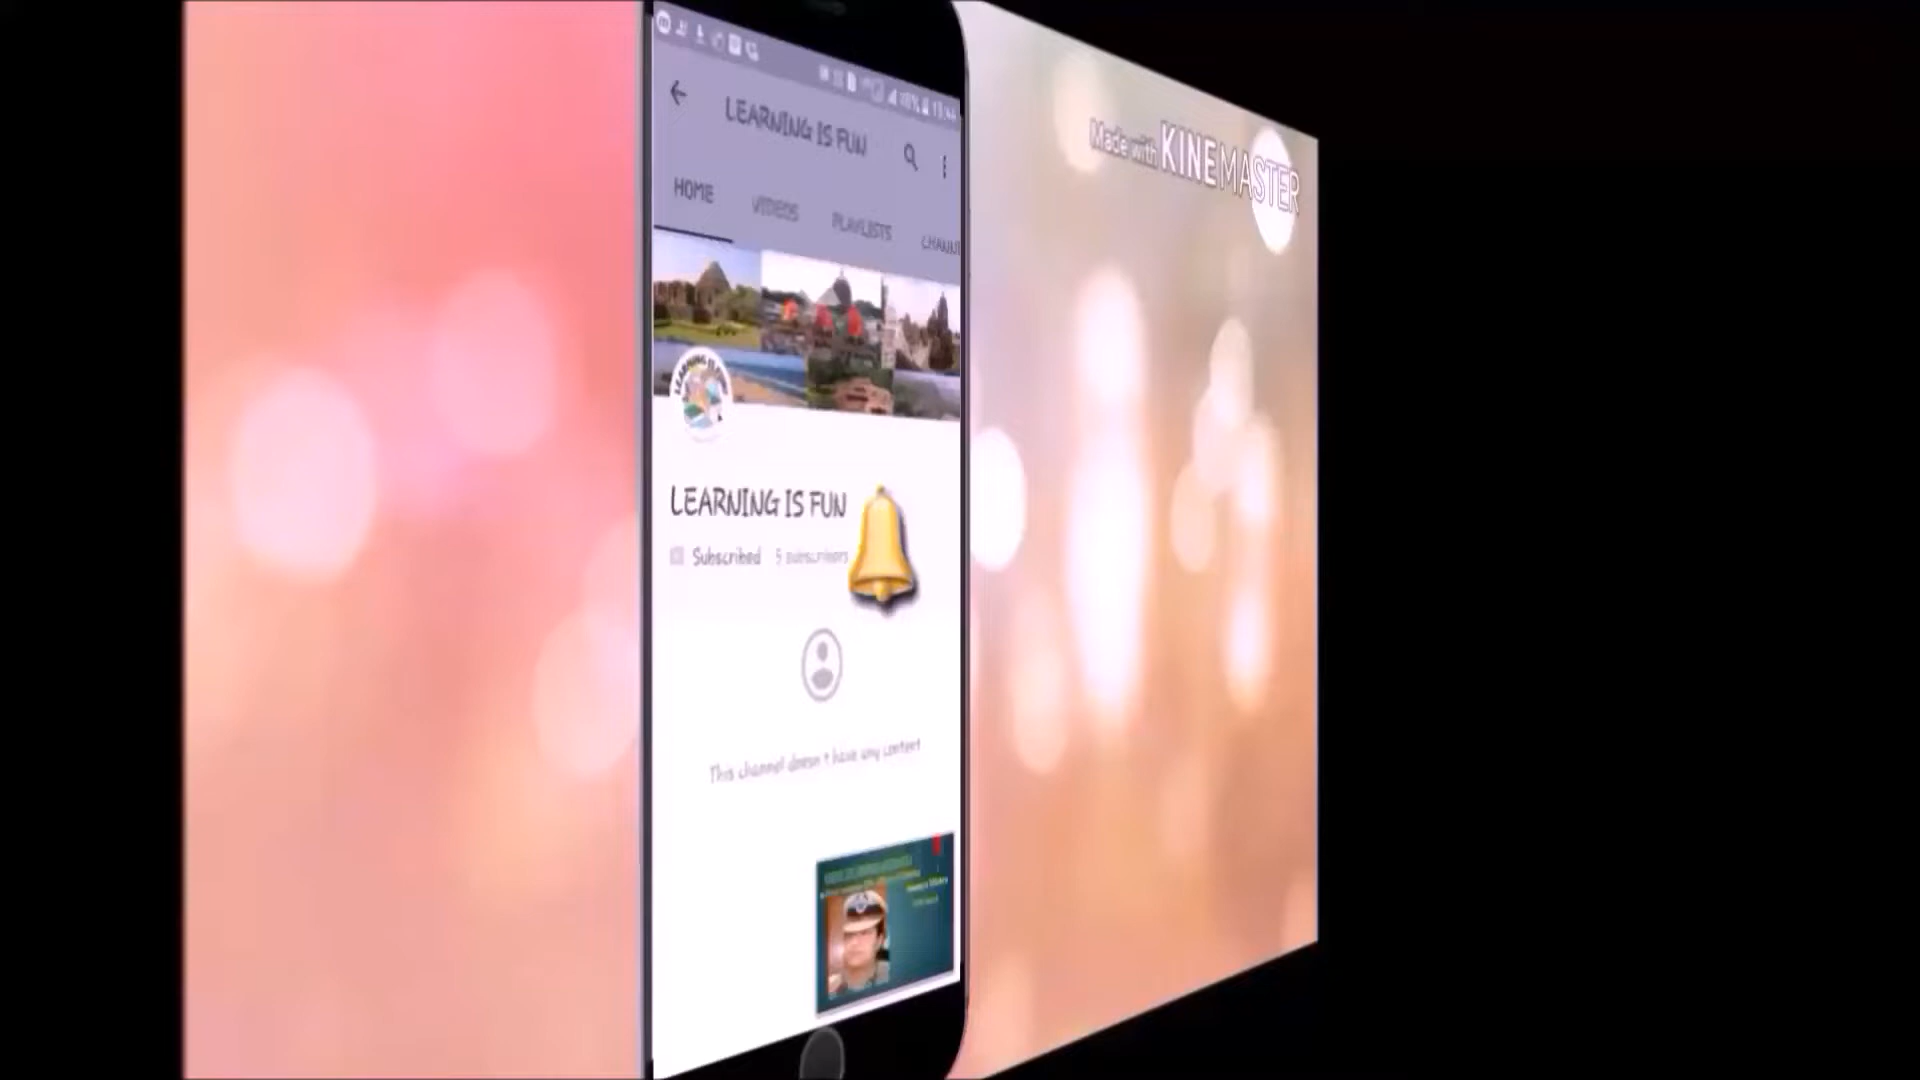 LEARNING IS FUN
Made with KINEMASTER
HOME VIDEOS PLAYLISTS CHANNE
LEARNING IS FUN
Subscribed 5 subscribers
This channel doesn't have any content